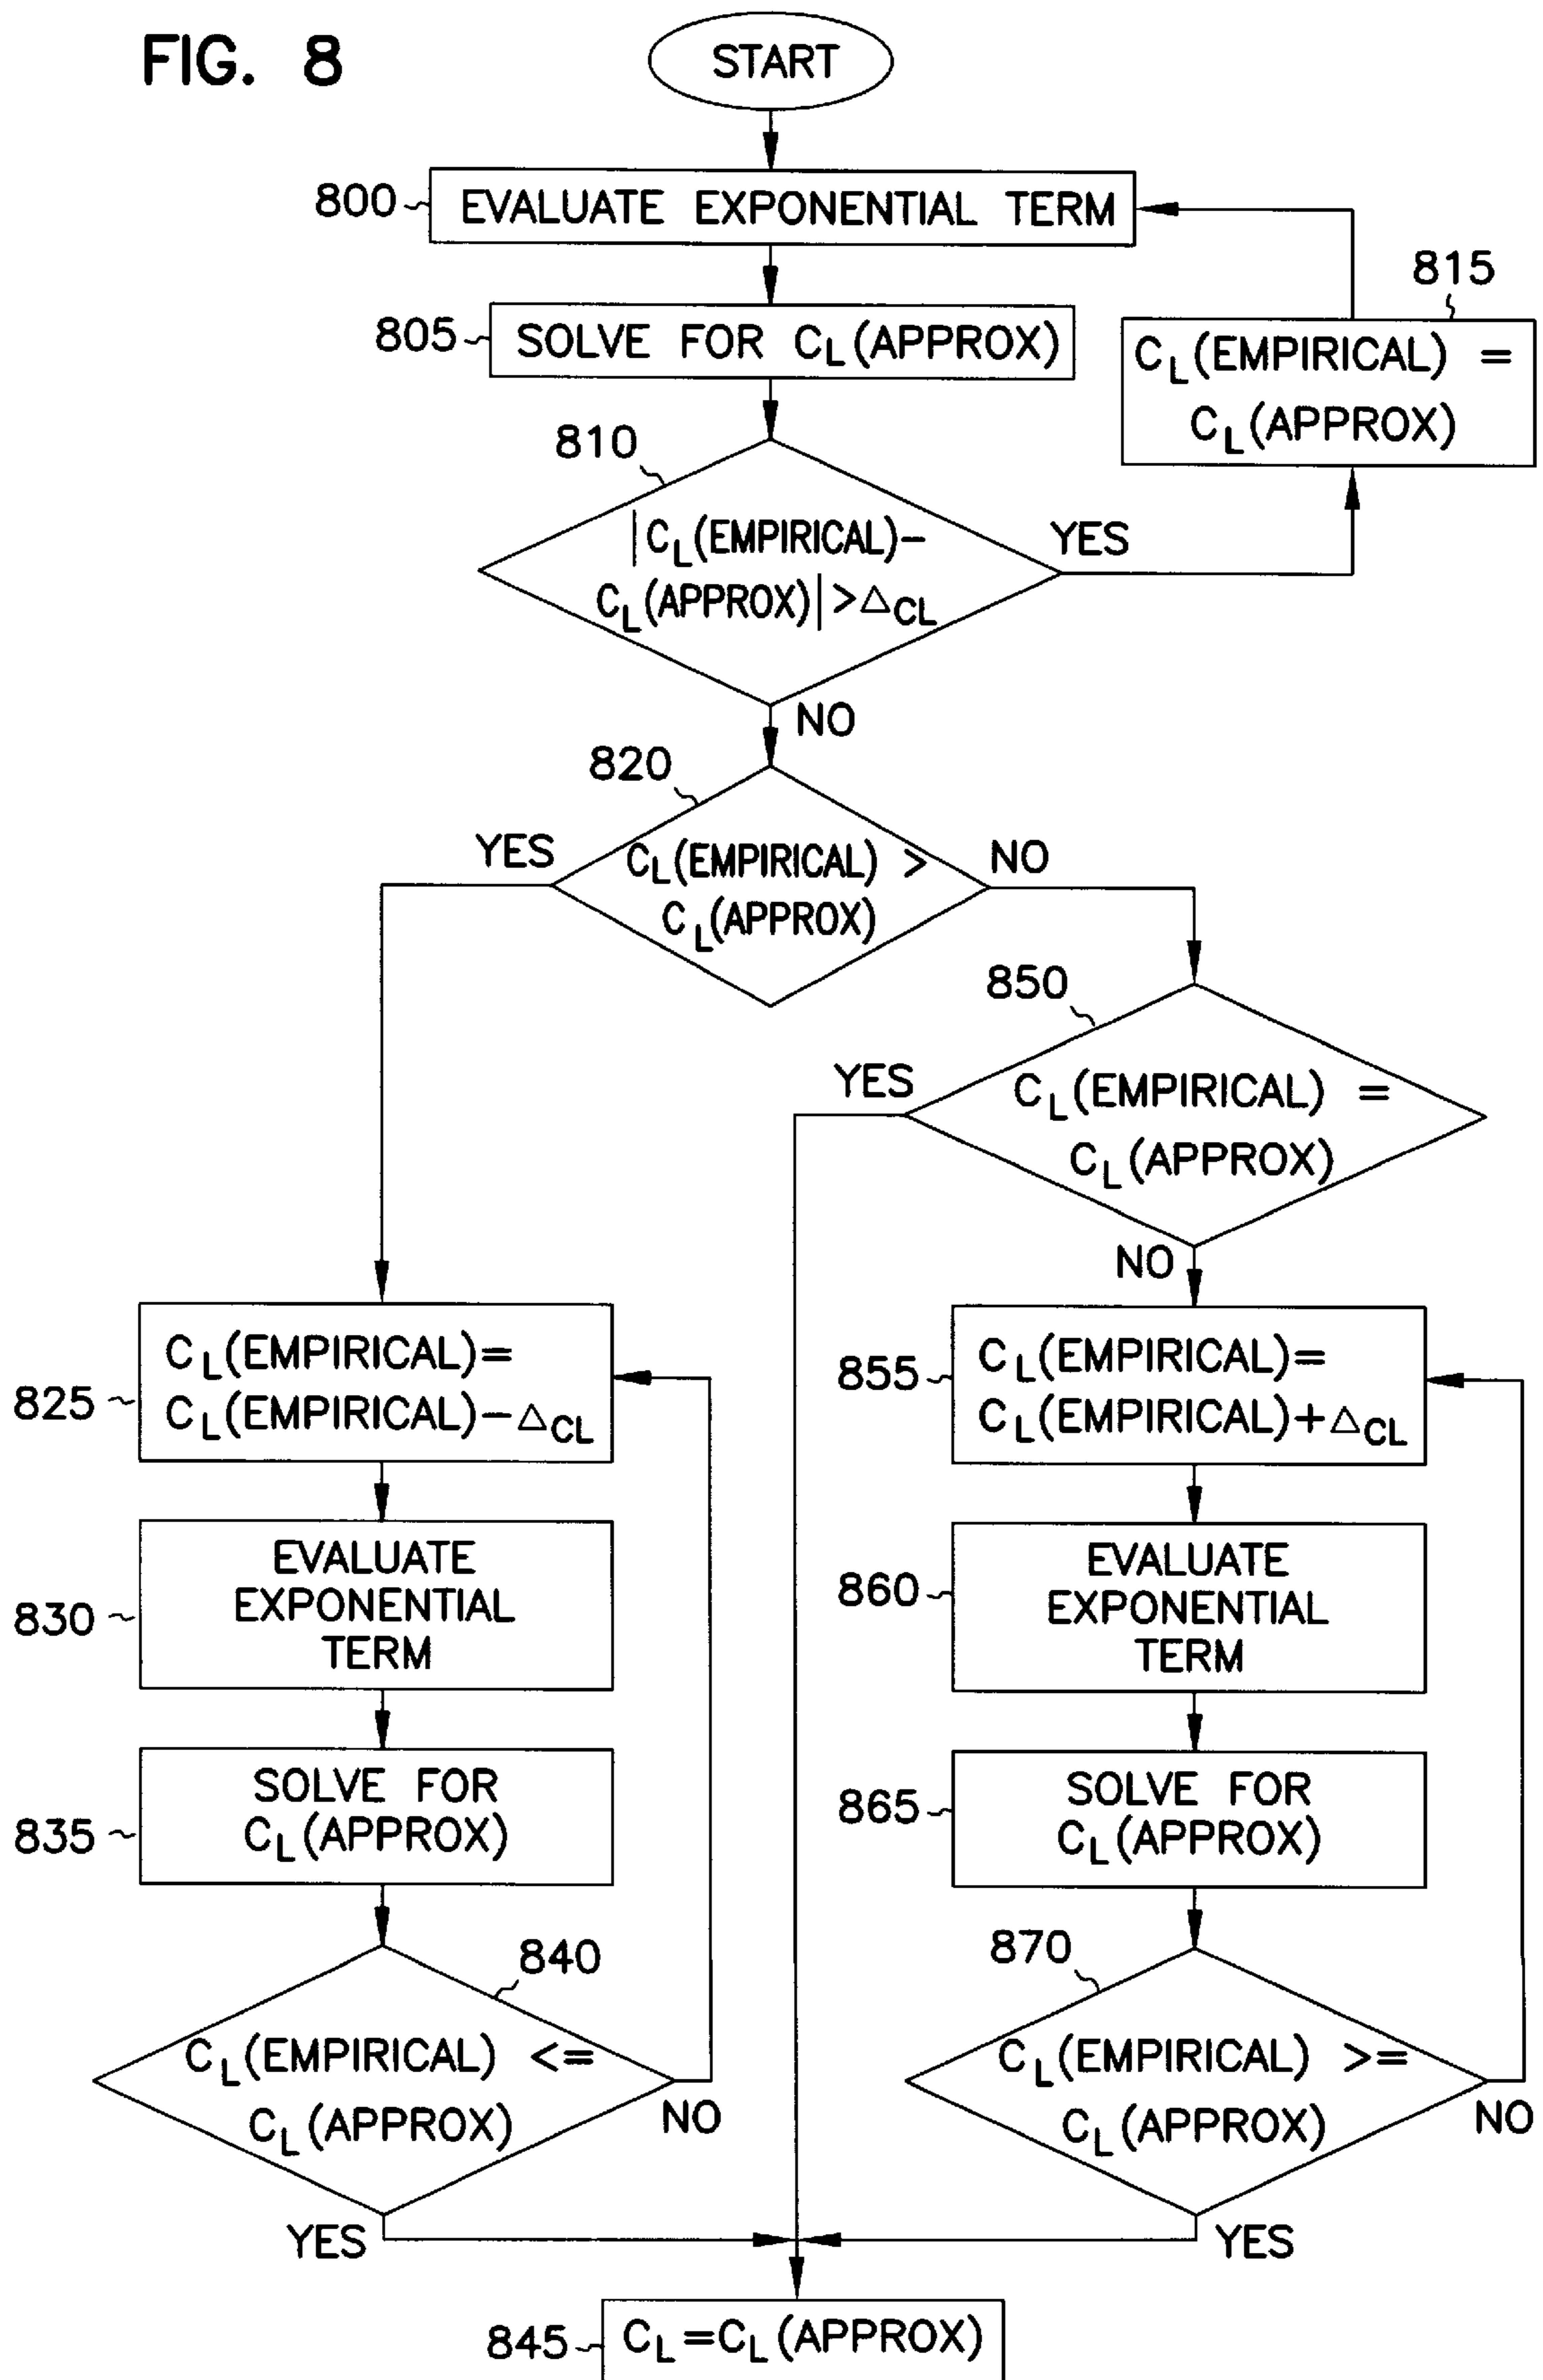 FIG. 8
START
800
EVALUATE EXPONENTIAL TERM
815
805
SOLVE FOR CL(APPROX)
CL(EMPIRICAL) =
CL(APPROX)
810
|CL(EMPIRICAL)-
CL(APPROX)|>△CL
YES
NO
820
YES
CL(EMPIRICAL) >
CL(APPROX)
NO
850
YES
CL(EMPIRICAL) =
CL(APPROX)
NO
825
CL(EMPIRICAL)=
CL(EMPIRICAL)-△CL
855
CL(EMPIRICAL)=
CL(EMPIRICAL)+△CL
830
EVALUATE
EXPONENTIAL
TERM
860
EVALUATE
EXPONENTIAL
TERM
835
SOLVE FOR
CL(APPROX)
865
SOLVE FOR
CL(APPROX)
840
CL(EMPIRICAL) <=
CL(APPROX)
NO
YES
870
CL(EMPIRICAL) >=
CL(APPROX)
NO
YES
845
CL=CL(APPROX)